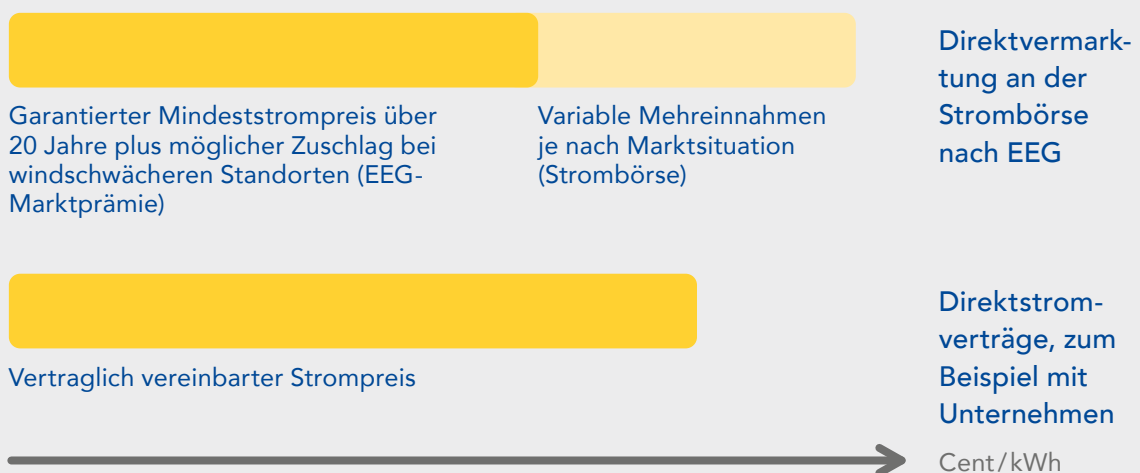 Direktvermark-
tung an der
Strombörse
nach EEG
Garantierter Mindeststrompreis über
20 Jahre plus möglicher Zuschlag bei
windschwächeren Standorten (EEG-
Marktprämie)
Variable Mehreinnahmen
je nach Marktsituation
(Strombörse)
Direktstrom-
verträge, zum
Beispiel mit
Unternehmen
Vertraglich vereinbarter Strompreis
Cent/kWh